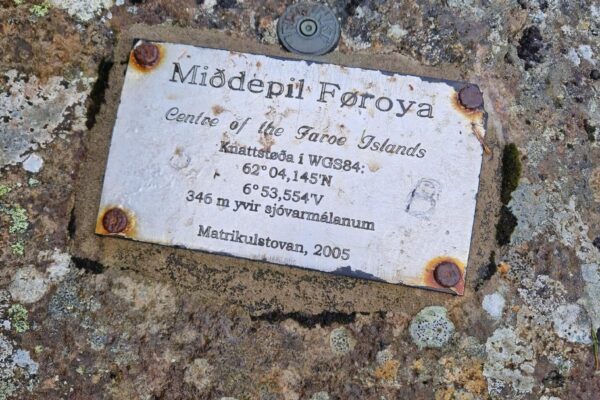 Miðdepil Føroya
Centre of the Faroe Islands
Knattstøða í WGS84:
62°04,145'N
6°53,554'V
346 m yvir sjóvarmálanum
Matrikulstovan, 2005